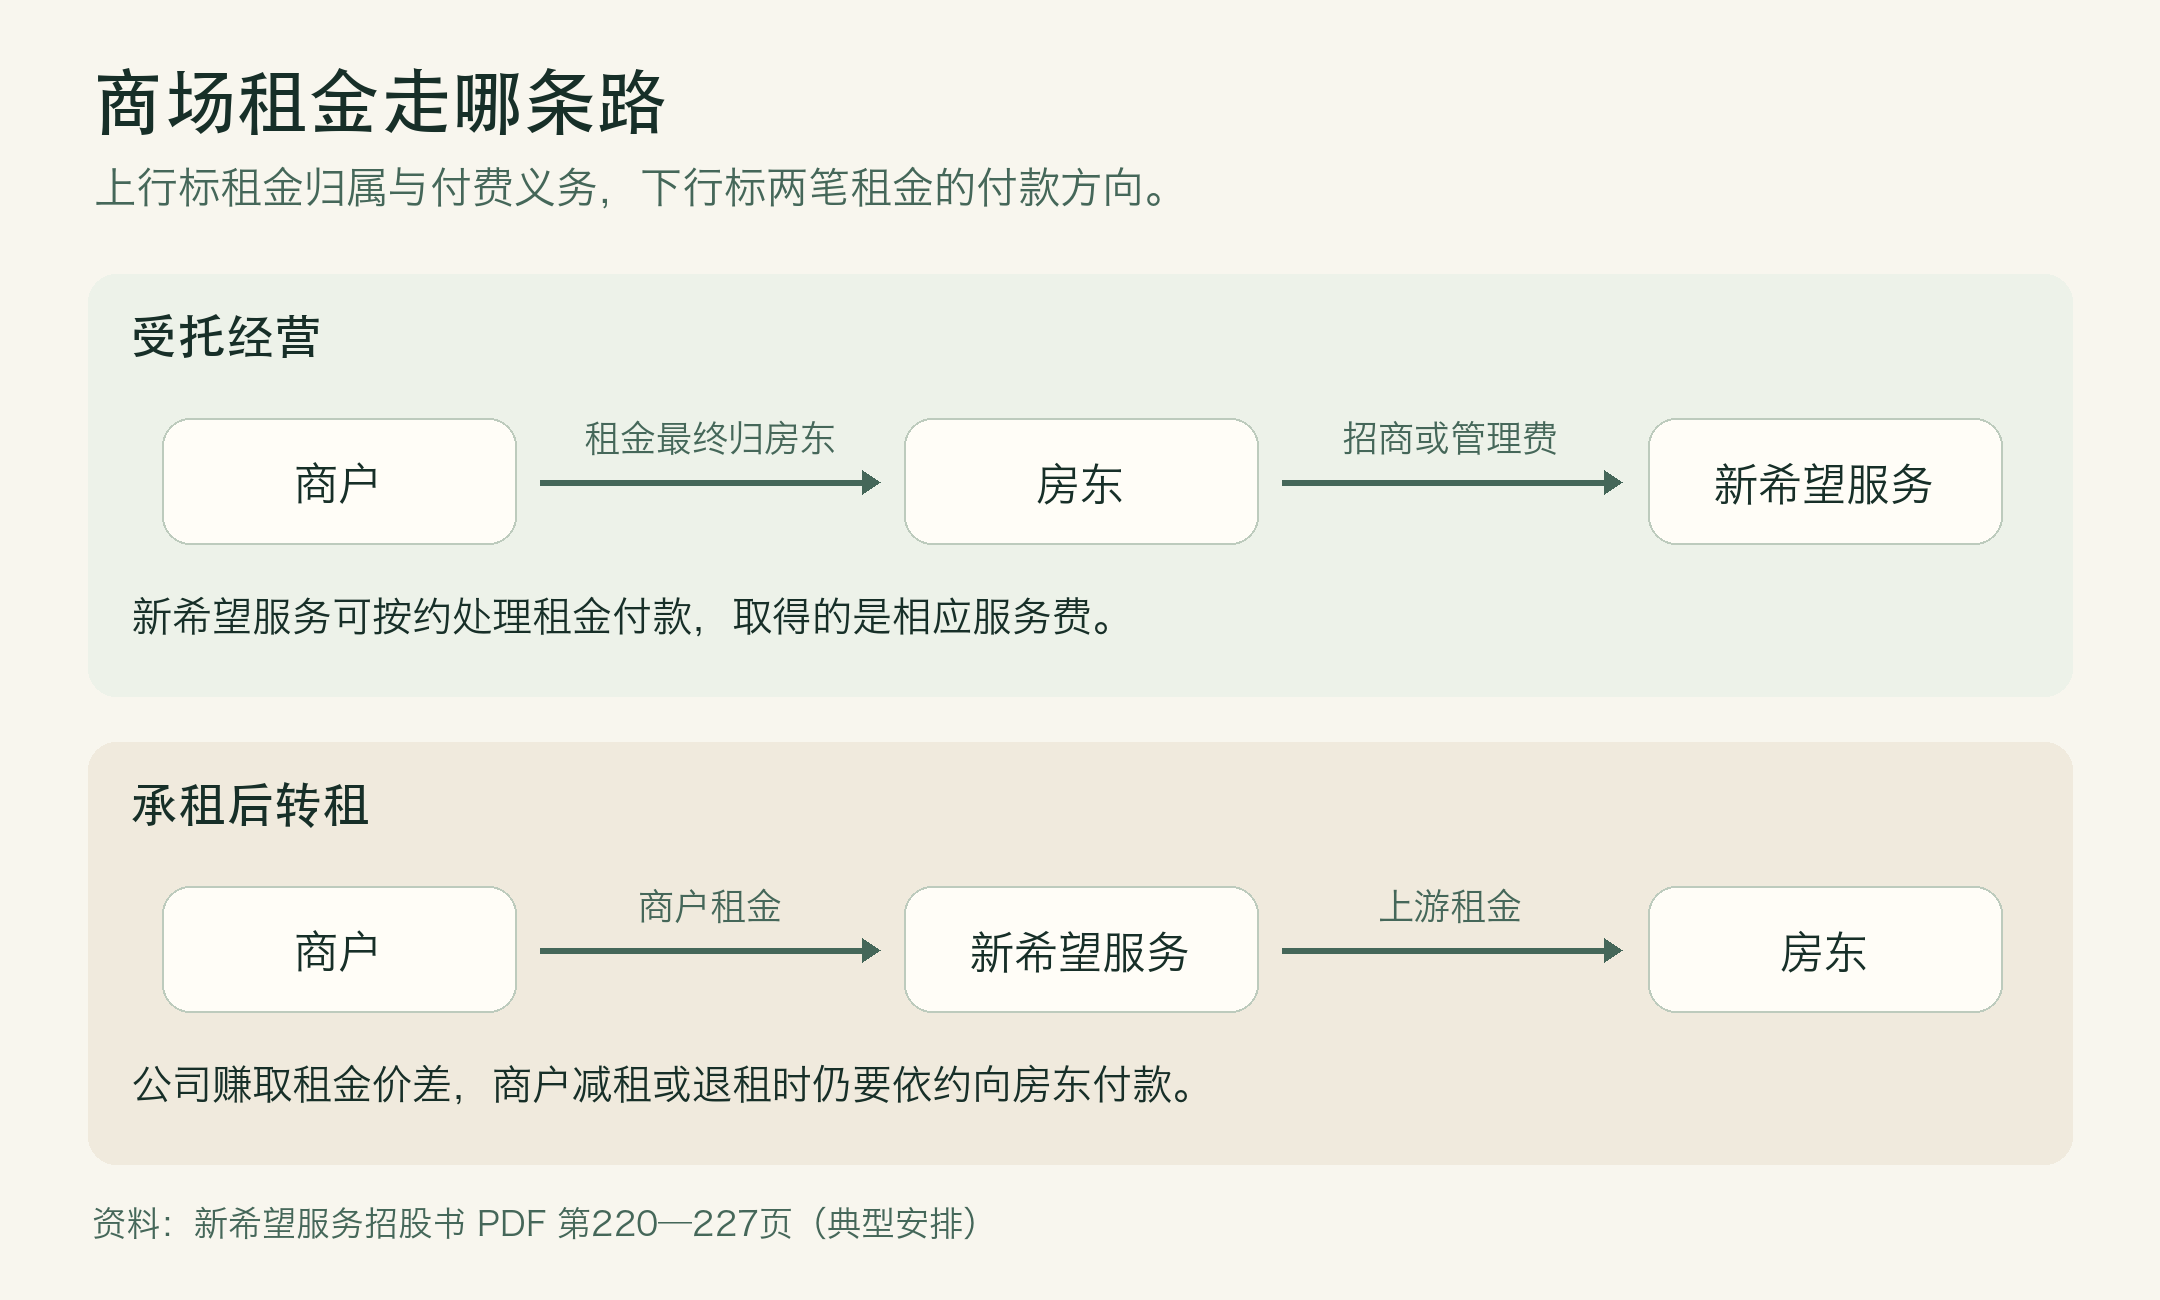 商场租金走哪条路
上行标租金归属与付费义务，下行标两笔租金的付款方向。
受托经营
商户
租金最终归房东
房东
招商或管理费
新希望服务
新希望服务可按约处理租金付款，取得的是相应服务费。
承租后转租
商户
商户租金
新希望服务
上游租金
房东
公司赚取租金价差，商户减租或退租时仍要依约向房东付款。
资料：新希望服务招股书 PDF 第220—227页（典型安排）